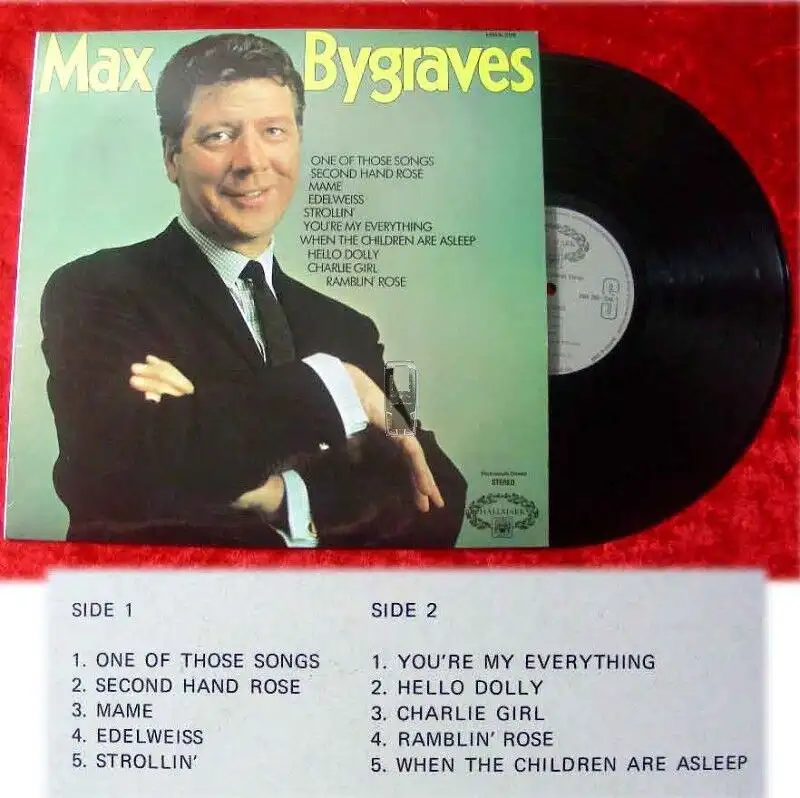 Max Bygraves
ONE OF THOSE SONGS
SECOND HAND ROSE
MAME
EDELWEISS
STROLLIN'
YOU'RE MY EVERYTHING
WHEN THE CHILDREN ARE ASLEEP
HELLO DOLLY
CHARLIE GIRL
RAMBLIN' ROSE
STEREO
HALLMARK
SIDE 1
1. ONE OF THOSE SONGS
2. SECOND HAND ROSE
3. MAME
4. EDELWEISS
5. STROLLIN'
SIDE 2
1. YOU'RE MY EVERYTHING
2. HELLO DOLLY
3. CHARLIE GIRL
4. RAMBLIN' ROSE
5. WHEN THE CHILDREN ARE ASLEEP